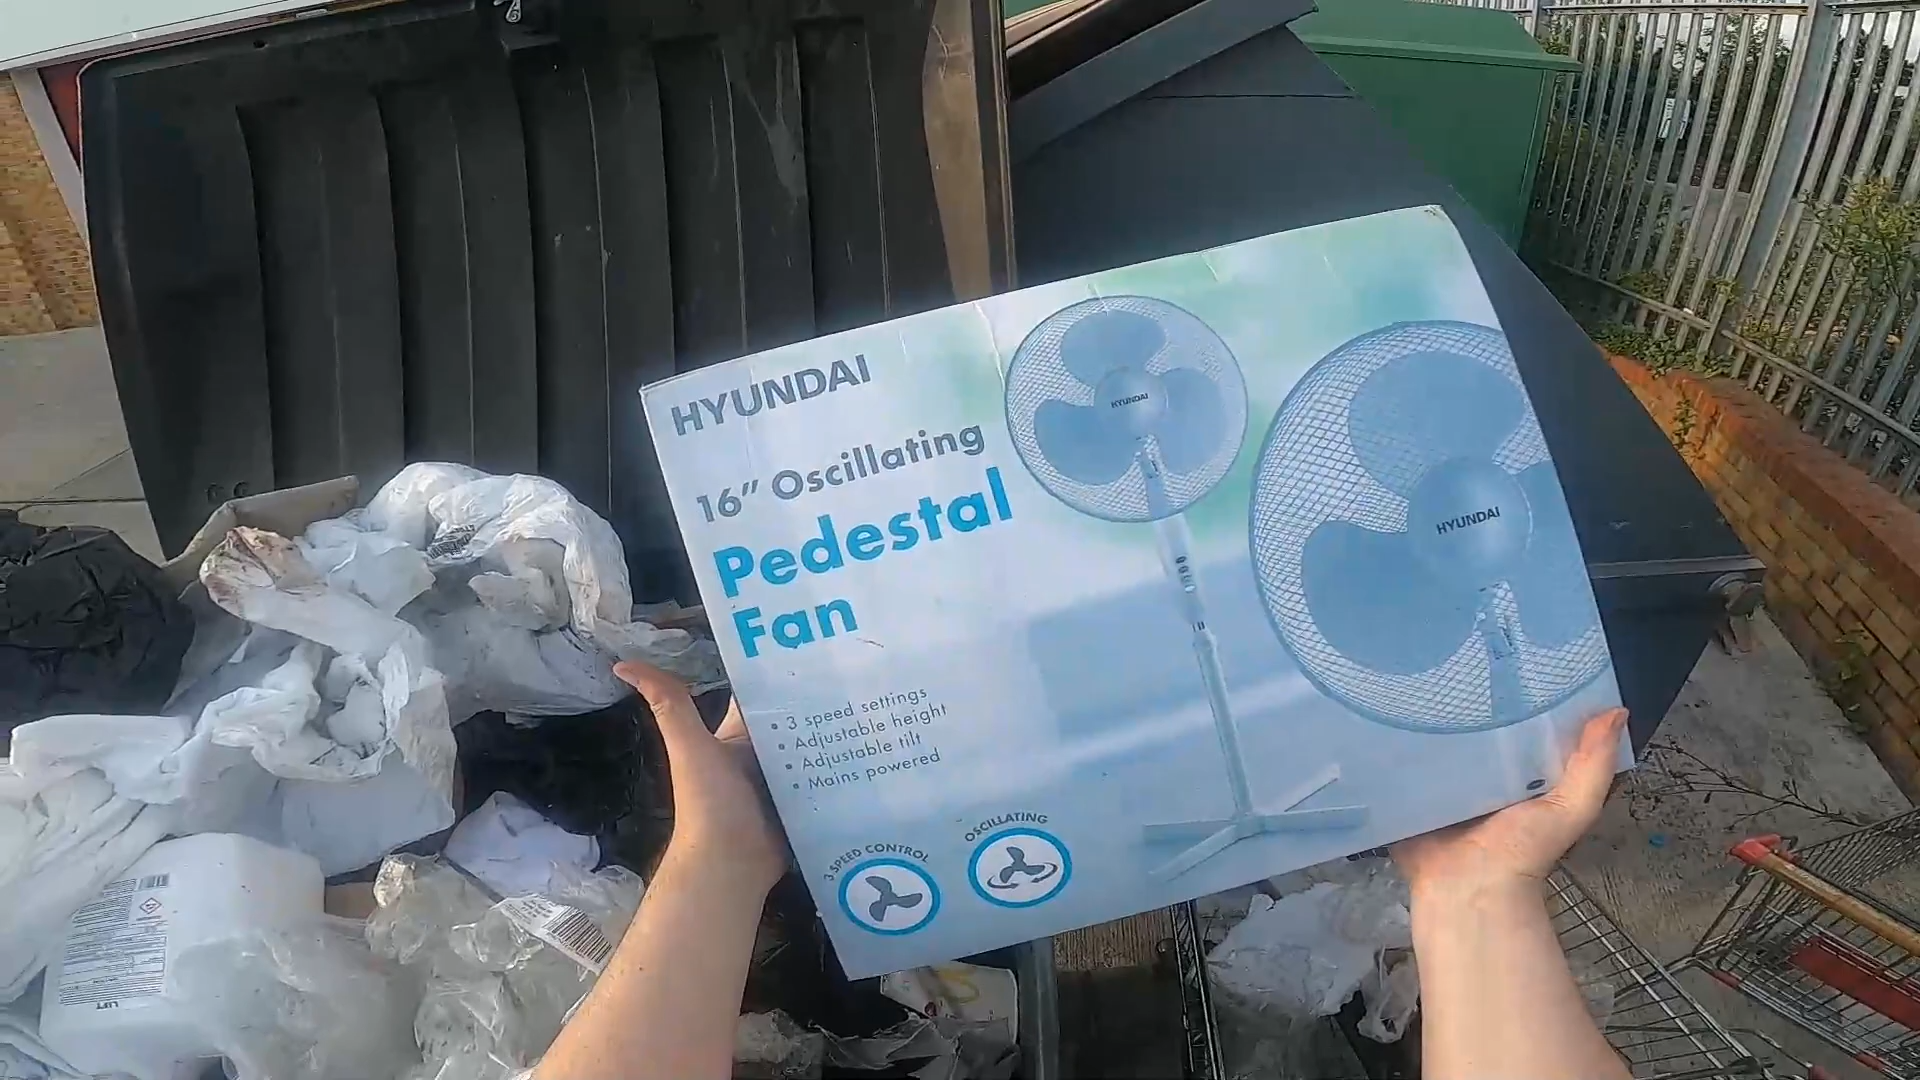 HYUNDAI
16" Oscillating
Pedestal
Fan
• 3 speed settings
• Adjustable height
• Adjustable tilt
• Mains powered
3 SPEED CONTROL
OSCILLATING
HYUNDAI
HYUNDAI
LIFT